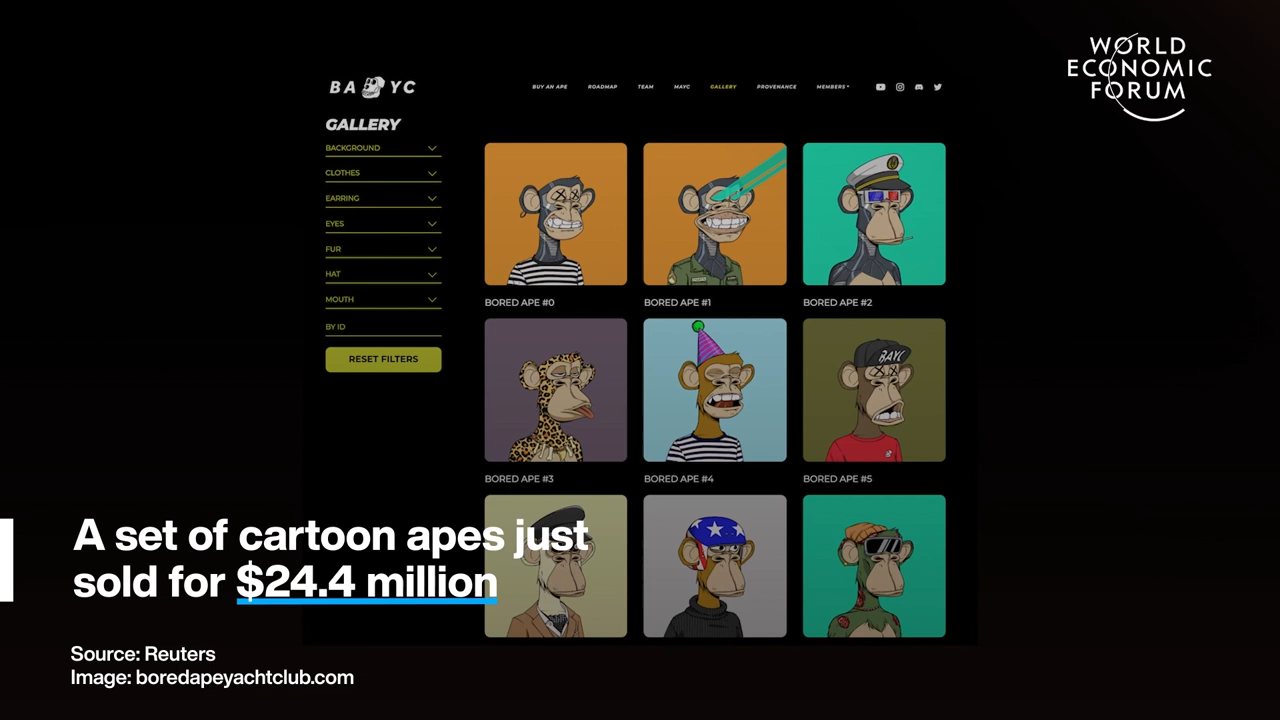 WORLD
ECONOMIC
FORUM
BA YC
BUY AN APE ROADMAP TEAM MAYC GALLERY PROVENANCE MEMBERS
GALLERY
BACKGROUND
CLOTHES
EARRING
EYES
FUR
HAT
MOUTH
BY ID
RESET FILTERS
BORED APE #0 BORED APE #1 BORED APE #2
BAYC
BORED APE #3 BORED APE #4 BORED APE #5
A set of cartoon apes just
sold for $24.4 million
Source: Reuters
Image: boredapeyachtclub.com